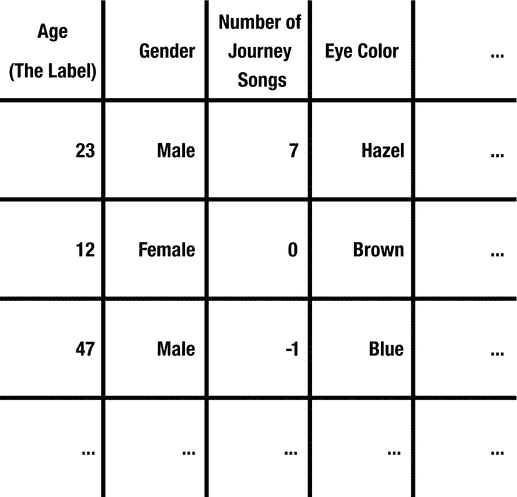 Age
(The Label)
Gender
Number of
Journey
Songs
Eye Color
...
23 Male 7 Hazel ...
12 Female 0 Brown ...
47 Male -1 Blue ...
... ... ... ... ...